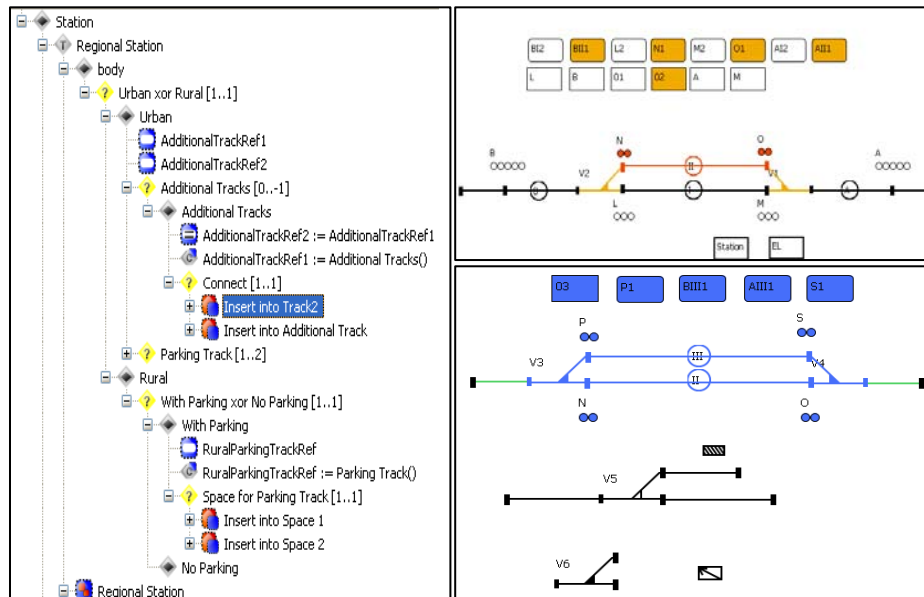 Station
Regional Station
body
Urban xor Rural [1..1]
Urban
AdditionalTrackRef1
AdditionalTrackRef2
Additional Tracks [0..-1]
Additional Tracks
AdditionalTrackRef2 := AdditionalTrackRef1
AdditionalTrackRef1 := Additional Tracks()
Connect [1..1]
Insert into Track2
Insert into Additional Track
Parking Track [1..2]
Rural
With Parking xor No Parking [1..1]
With Parking
RuralParkingTrackRef
RuralParkingTrackRef := Parking Track()
Space for Parking Track [1..1]
Insert into Space 1
Insert into Space 2
No Parking
Regional Station
BI2 BII1 L2 N1 M2 O1 AI2 AII1
L B O1 O2 A M
N O
B A
V2 II V1
I A
L M
Station EL
O3 P1 BIII1 AIII1 S1
P S
V3 III V4
II
N O
V5
V6